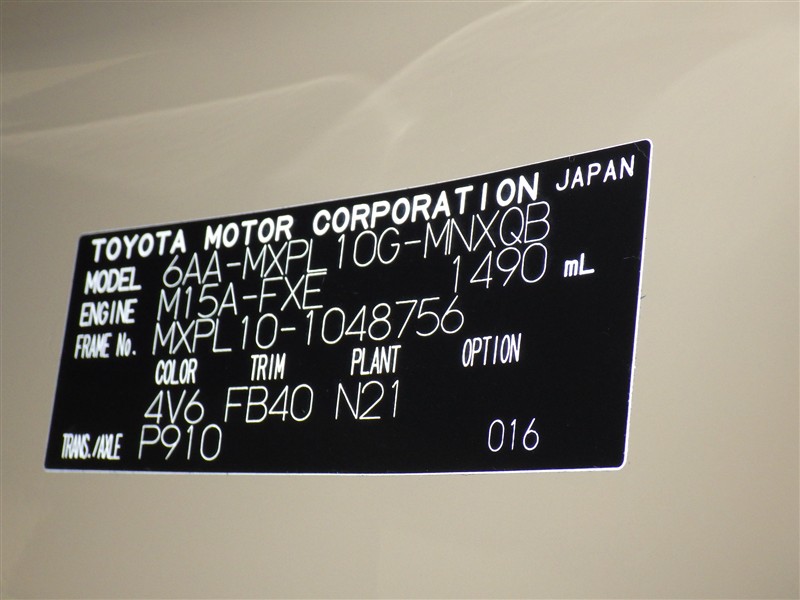 TOYOTA MOTOR CORPORATION JAPAN
MODEL 6AA-MXPL10G-MNXQB
ENGINE M15A-FXE 1490 mL
FRAME No. MXPL10-1048756
COLOR TRIM PLANT OPTION
4V6 FB40 N21
TRANS./AXLE P910 016